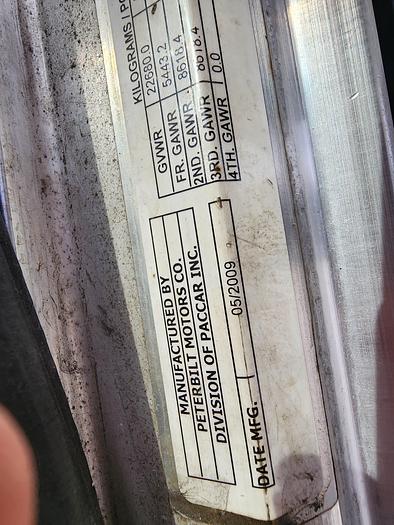 KILOGRAMS / PO
GVWR 22680.0
FR. GAWR 5443.2
2ND. GAWR 8618.4
3RD. GAWR 8618.4
4TH. GAWR 0.0
MANUFACTURED BY
PETERBILT MOTORS CO.
DIVISION OF PACCAR INC.
DATE MFG. 05/2009